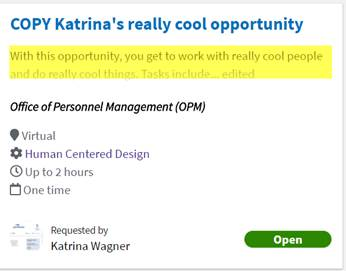 COPY Katrina's really cool opportunity
With this opportunity, you get to work with really cool people
and do really cool things. Tasks include... edited
Office of Personnel Management (OPM)
Virtual
Human Centered Design
Up to 2 hours
One time
Requested by
Katrina Wagner
Open